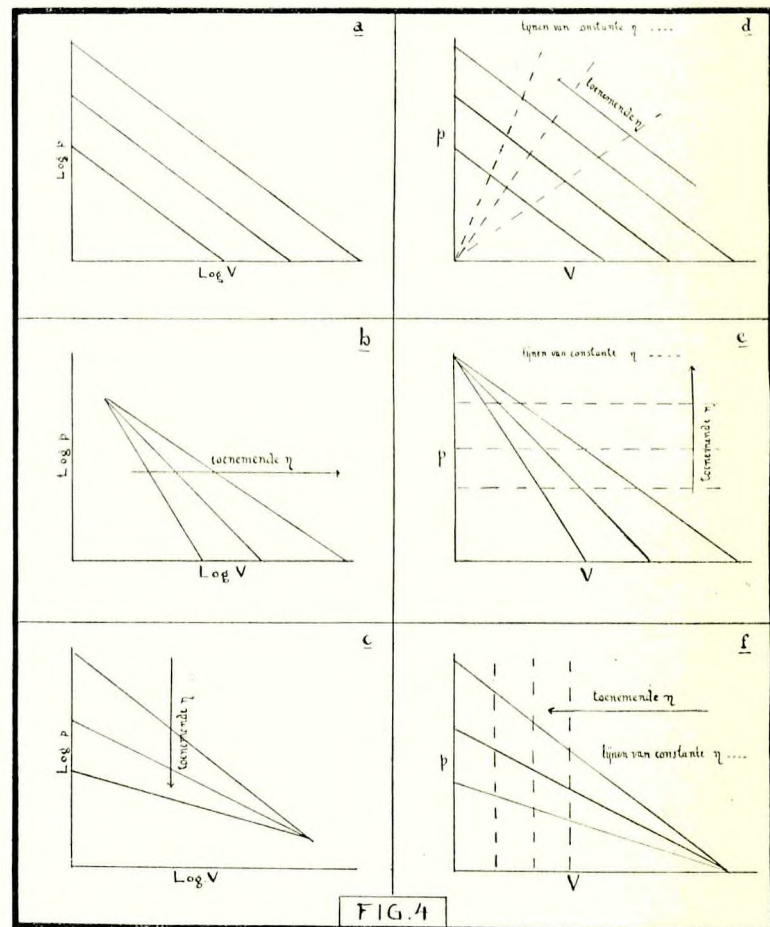 a
Log p
Log V
lijnen van constante η ....
d
toenemende η
p
V
b
Log p
toenemende η
Log V
lijnen van constante η ----
e
p
toenemende η
V
c
Log p
toenemende η
Log V
f
toenemende η
lijnen van constante η ....
p
V
FIG.4